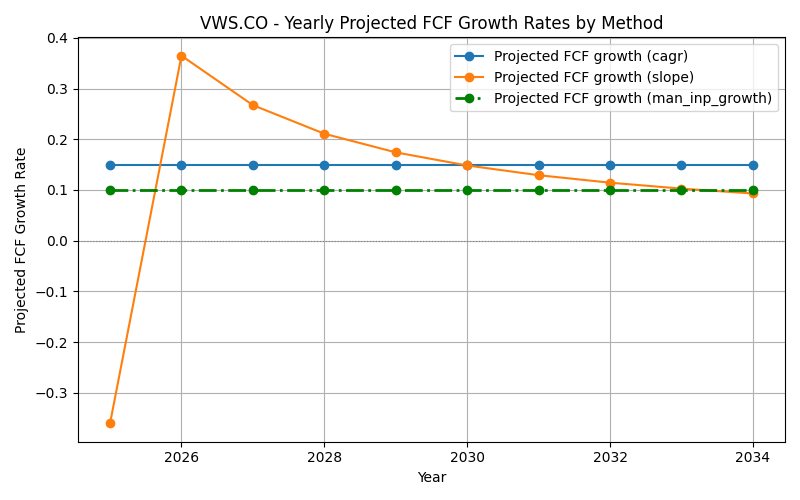 VWS.CO - Yearly Projected FCF Growth Rates by Method
Projected FCF growth (cagr)
Projected FCF growth (slope)
Projected FCF growth (man_inp_growth)
Projected FCF Growth Rate
0.4
0.3
0.2
0.1
0.0
−0.1
−0.2
−0.3
2026
2028
2030
2032
2034
Year